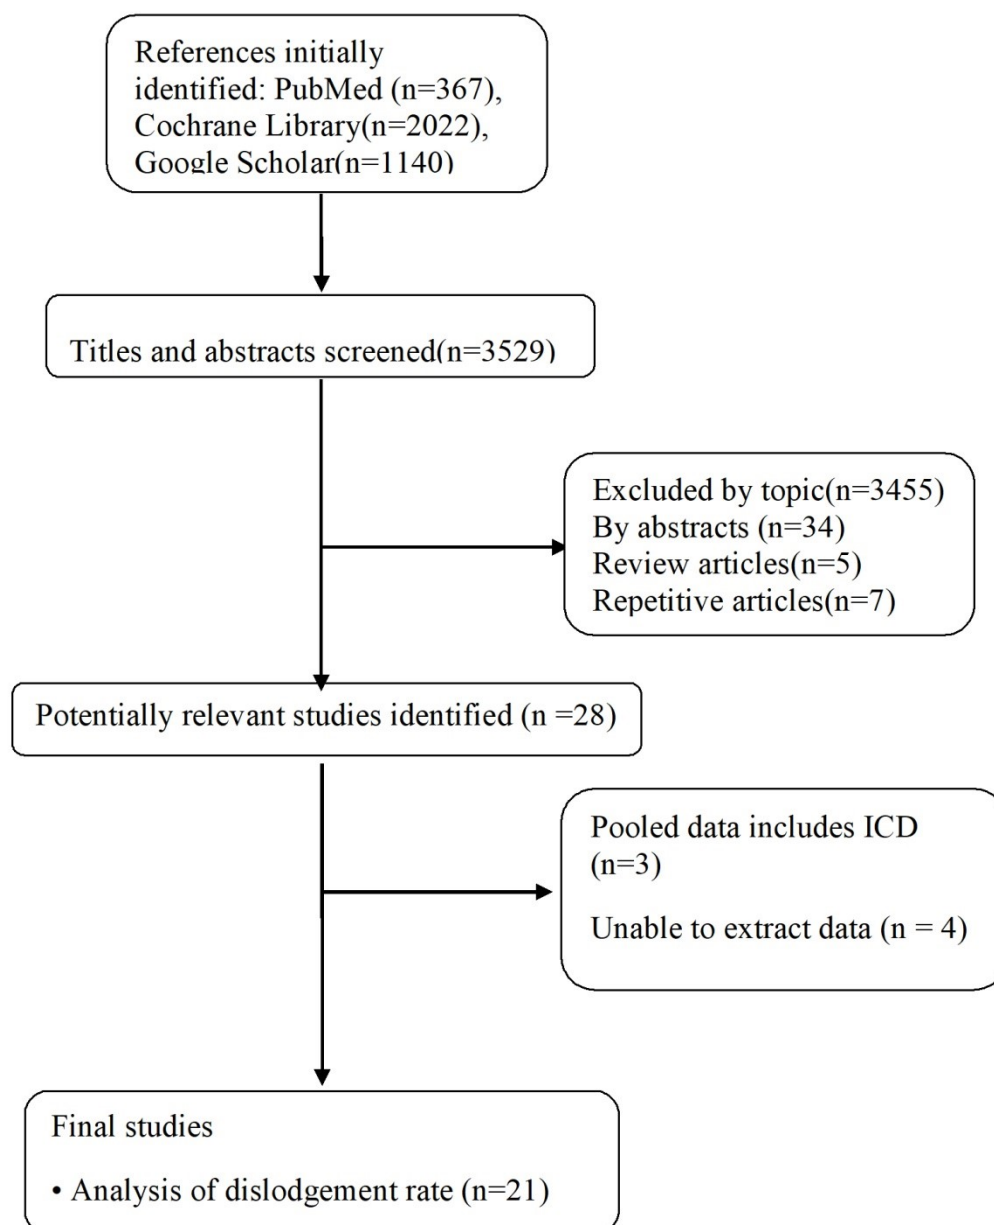 References initially
identified: PubMed (n=367),
Cochrane Library(n=2022),
Google Scholar(n=1140)
Titles and abstracts screened(n=3529)
Excluded by topic(n=3455)
By abstracts (n=34)
Review articles(n=5)
Repetitive articles(n=7)
Potentially relevant studies identified (n =28)
Pooled data includes ICD
(n=3)
Unable to extract data (n = 4)
Final studies
• Analysis of dislodgement rate (n=21)